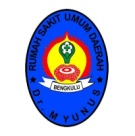 RUMAH SAKIT UMUM DAERAH
BENGKULU
Dr M YUNUS